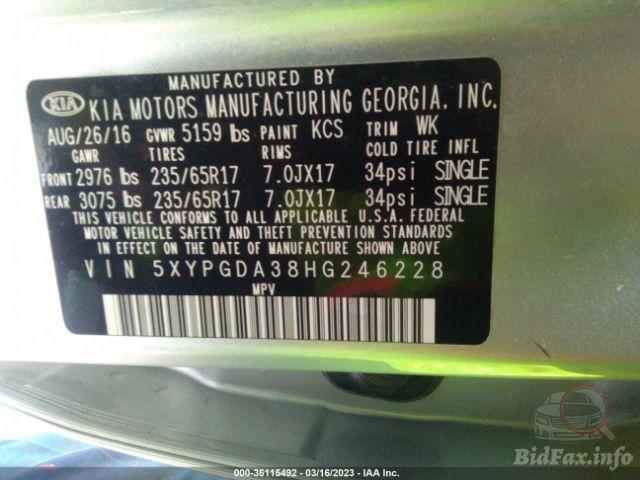 MANUFACTURED BY
KIA KIA MOTORS MANUFACTURING GEORGIA, INC.
AUG/26/16 GVWR 5159 lbs PAINT KCS TRIM WK
GAWR TIRES RIMS COLD TIRE INFL
FRONT 2976 lbs 235/65R17 7.0JX17 34psi SINGLE
REAR 3075 lbs 235/65R17 7.0JX17 34psi SINGLE
THIS VEHICLE CONFORMS TO ALL APPLICABLE U.S.A. FEDERAL
MOTOR VEHICLE SAFETY AND THEFT PREVENTION STANDARDS
IN EFFECT ON THE DATE OF MANUFACTURE SHOWN ABOVE.
VIN 5XYPGDA38HG246228
MPV
BidFax.info
000-36115492 - 03/16/2023 - IAA Inc.